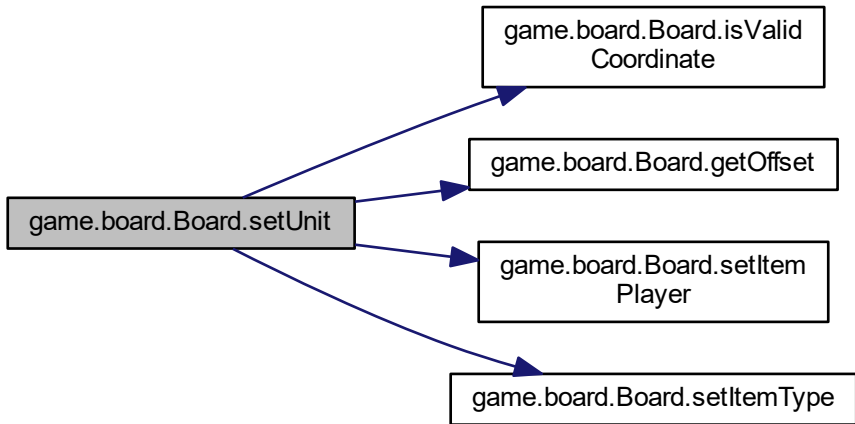 game.board.Board.isValid
Coordinate
game.board.Board.getOffset
game.board.Board.setUnit
game.board.Board.setItem
Player
game.board.Board.setItemType